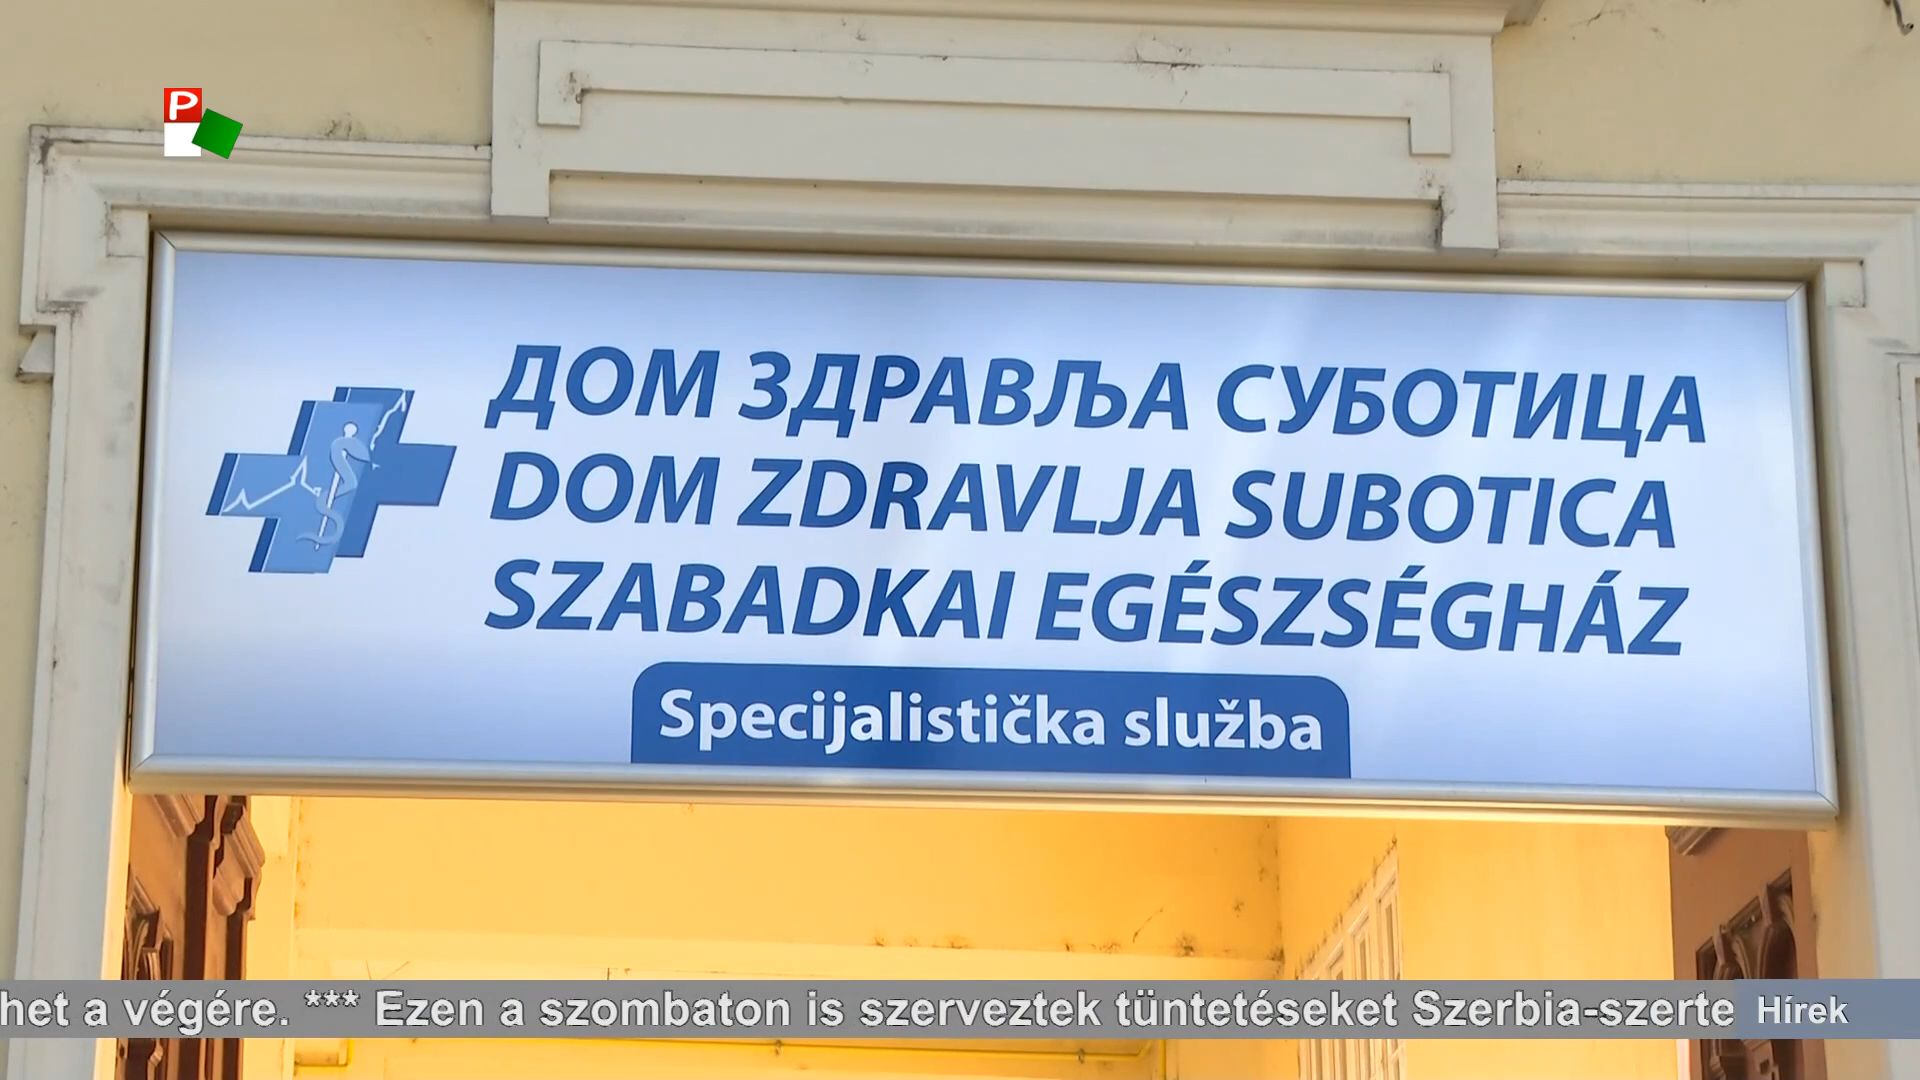 P
ДОМ ЗДРАВЉА СУБОТИЦА
DOM ZDRAVLJA SUBOTICA
SZABADKAI EGÉSZSÉGHÁZ
Specijalistička služba
het a végére. *** Ezen a szombaton is szerveztek tüntetéseket Szerbia-szerte
Hírek